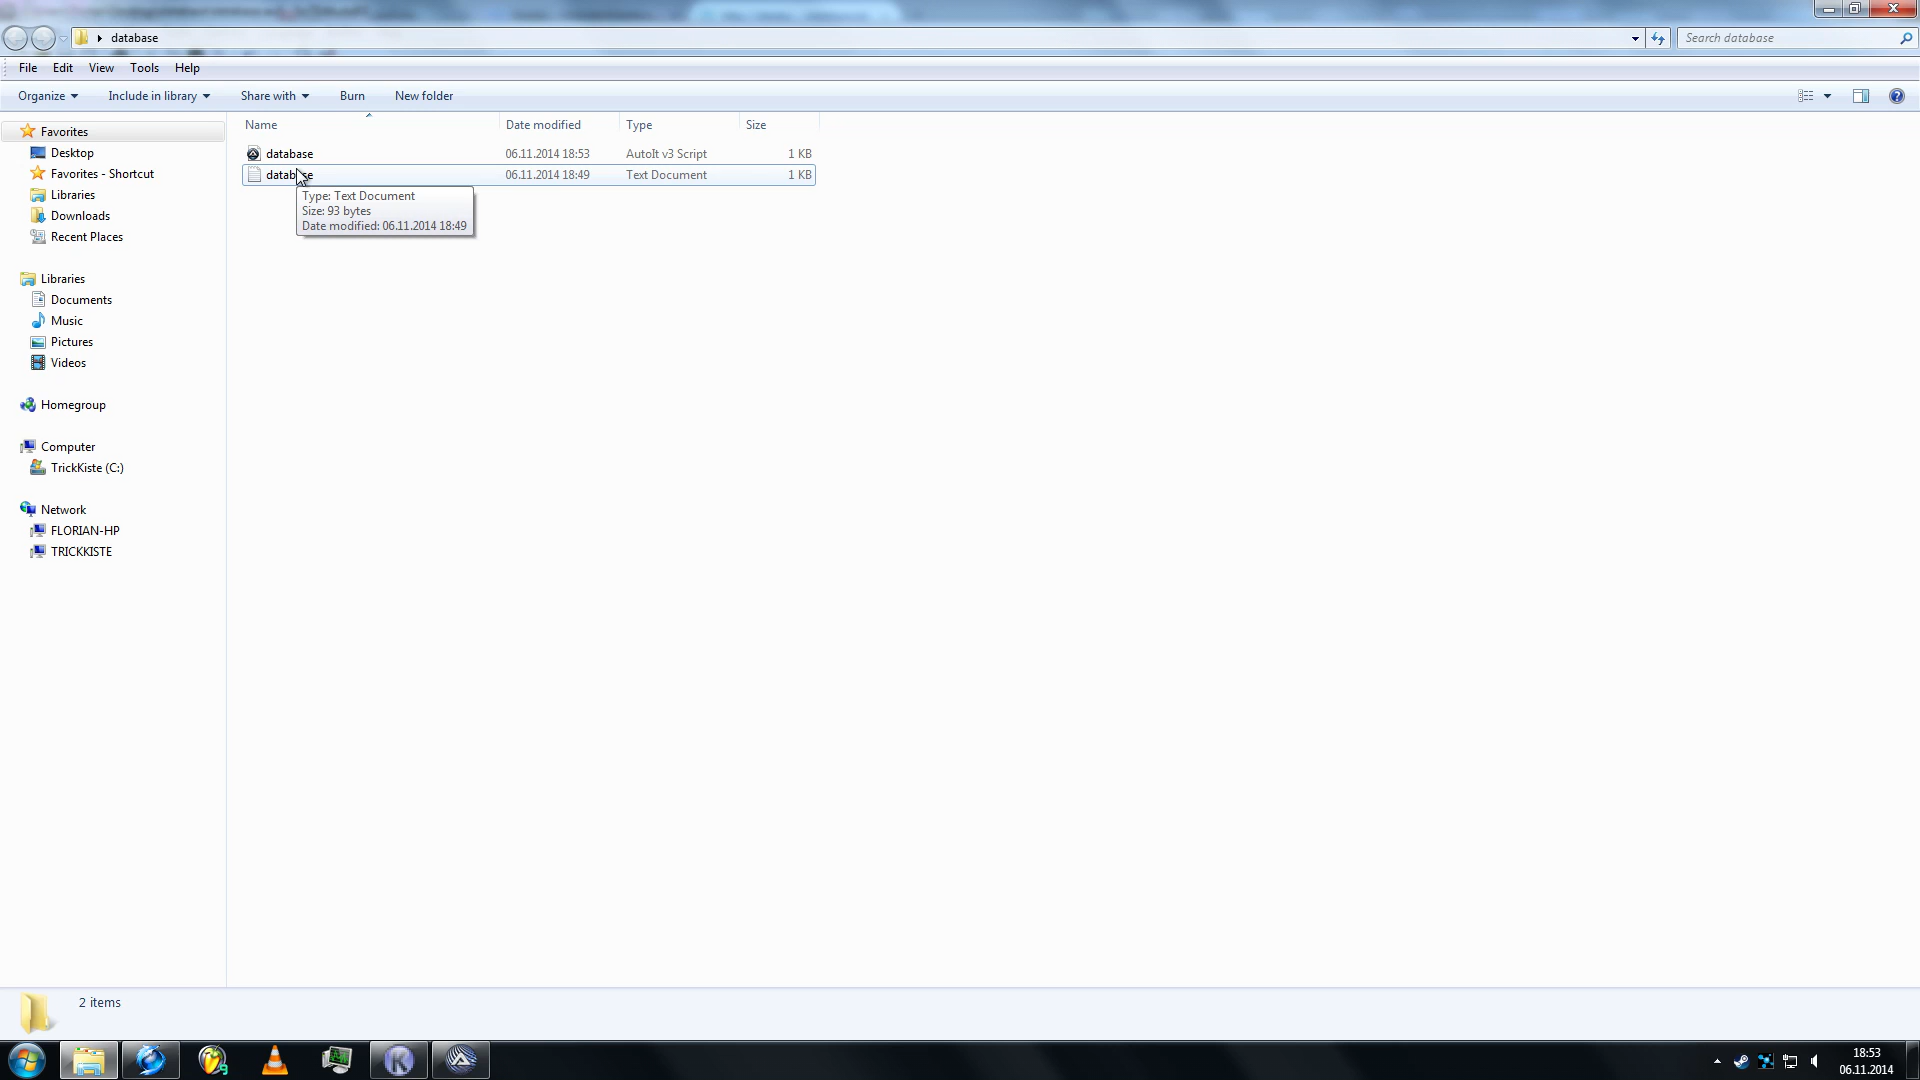 database
Search database
File Edit View Tools Help
Organize Include in library Share with Burn New folder
Name Date modified Type Size
database 06.11.2014 18:53 AutoIt v3 Script 1 KB
database 06.11.2014 18:49 Text Document 1 KB
Type: Text Document
Size: 93 bytes
Date modified: 06.11.2014 18:49
Favorites
Desktop
Favorites - Shortcut
Libraries
Downloads
Recent Places
Libraries
Documents
Music
Pictures
Videos
Homegroup
Computer
TrickKiste (C:)
Network
FLORIAN-HP
TRICKKISTE
2 items
18:53
06.11.2014